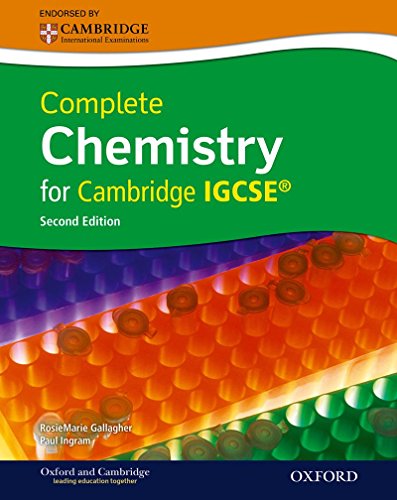 ENDORSED BY
CAMBRIDGE
International Examinations
Complete
Chemistry
for Cambridge IGCSE®
Second Edition
RosieMarie Gallagher
Paul Ingram
Oxford and Cambridge
leading education together
OXFORD